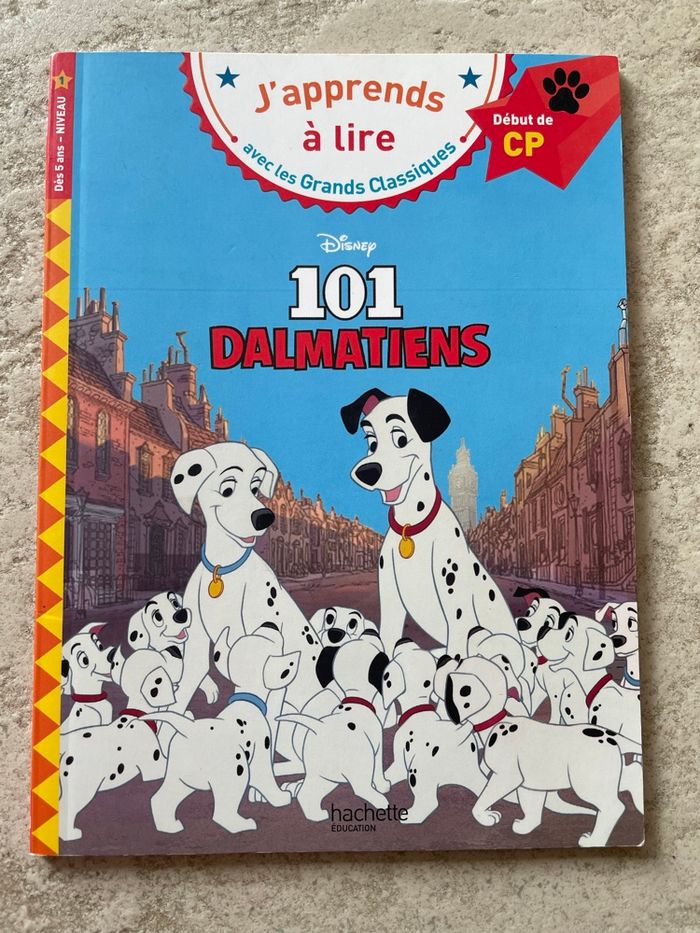 Dès 5 ans - NIVEAU 1
J'apprends
à lire
avec les Grands Classiques
Début de
CP
Disney
101
DALMATIENS
hachette
ÉDUCATION